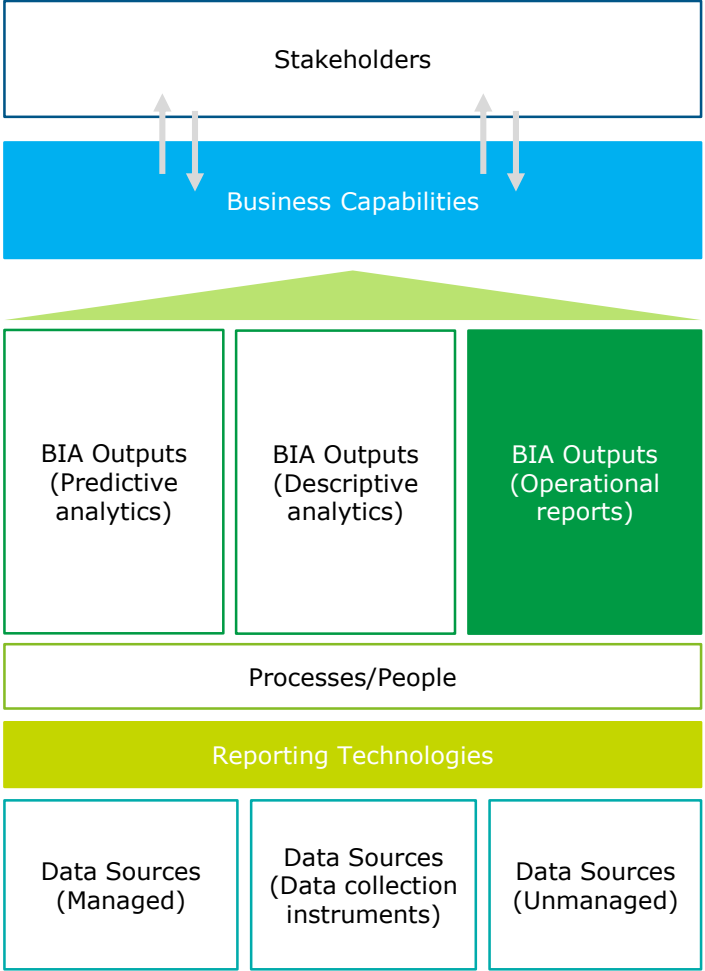 Stakeholders
Business Capabilities
BIA Outputs
(Predictive
analytics)
BIA Outputs
(Descriptive
analytics)
BIA Outputs
(Operational
reports)
Processes/People
Reporting Technologies
Data Sources
(Managed)
Data Sources
(Data collection
instruments)
Data Sources
(Unmanaged)